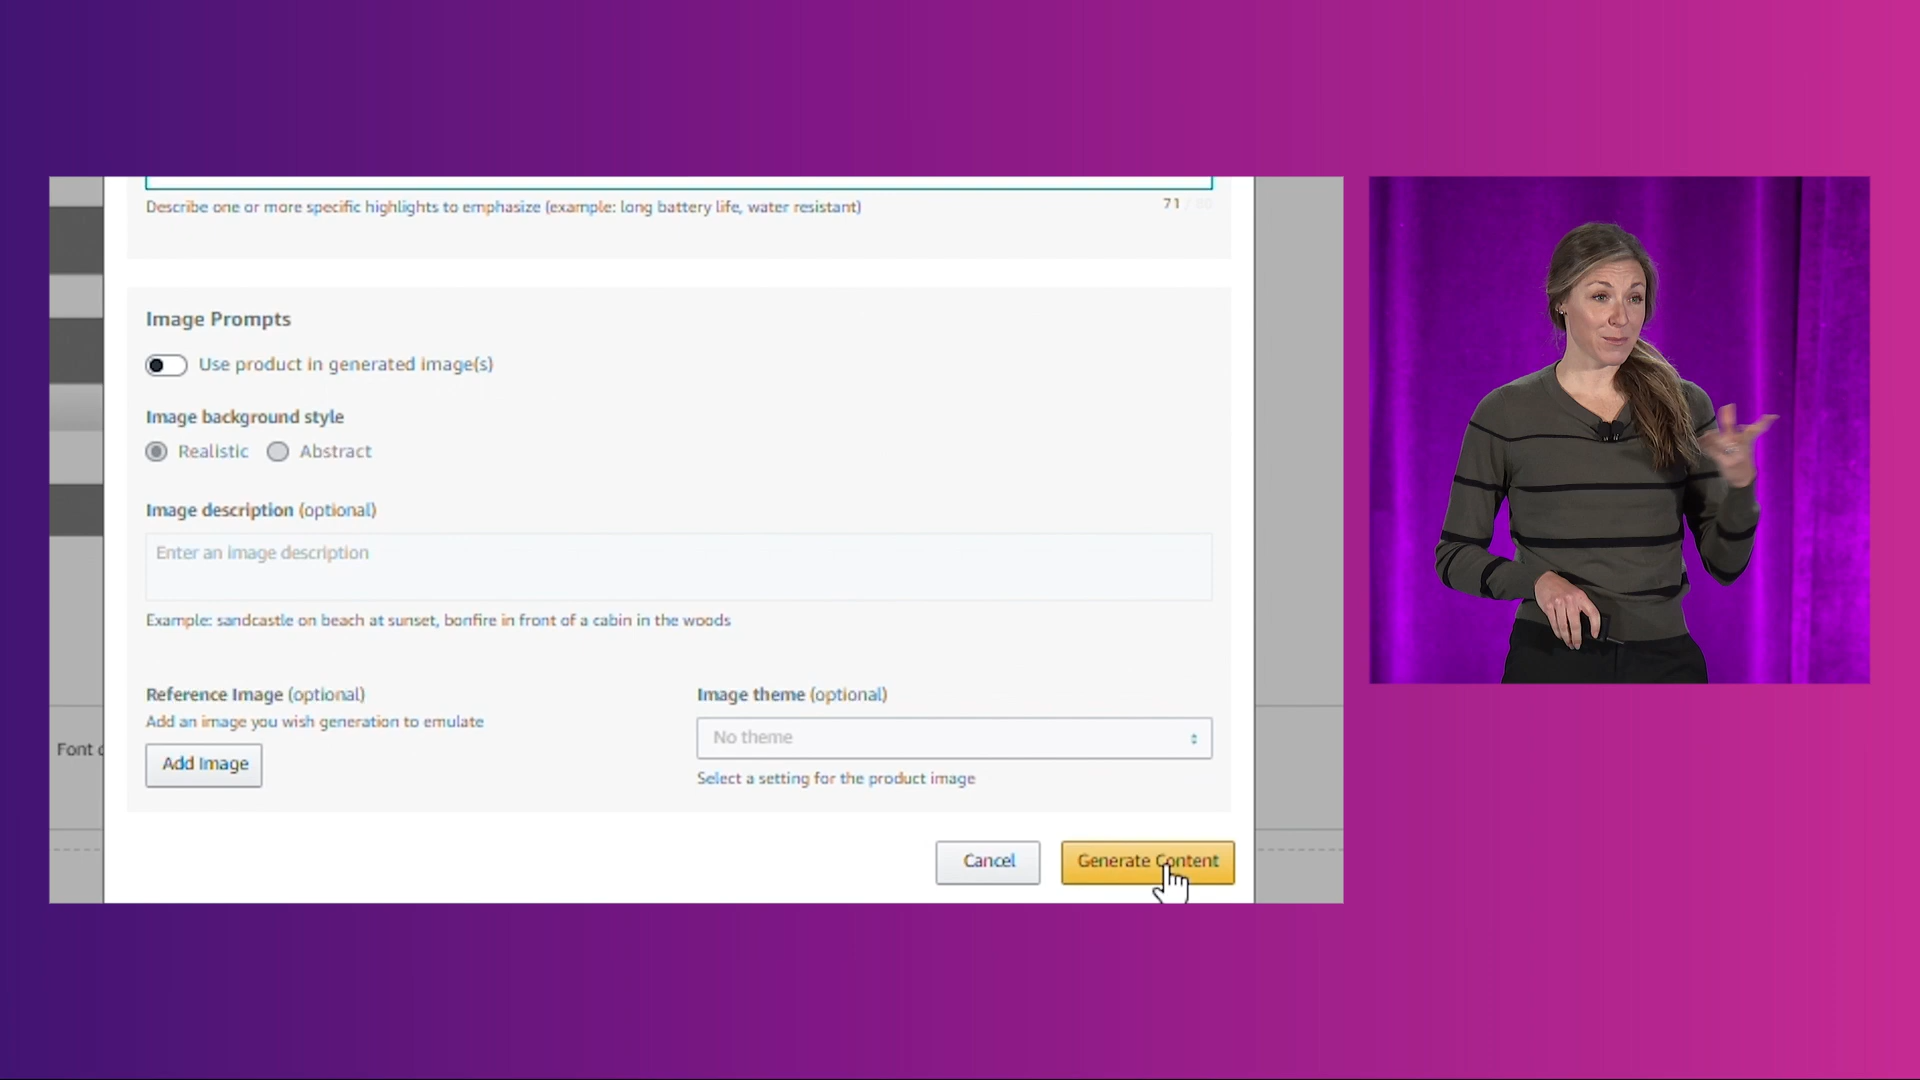 Describe one or more specific highlights to emphasize (example: long battery life, water resistant)
71 / 80
Image Prompts
Use product in generated image(s)
Image background style
Realistic Abstract
Image description (optional)
Enter an image description
Example: sandcastle on beach at sunset, bonfire in front of a cabin in the woods
Reference Image (optional)
Add an image you wish generation to emulate
Add Image
Image theme (optional)
No theme
Select a setting for the product image
Font
Cancel
Generate Content